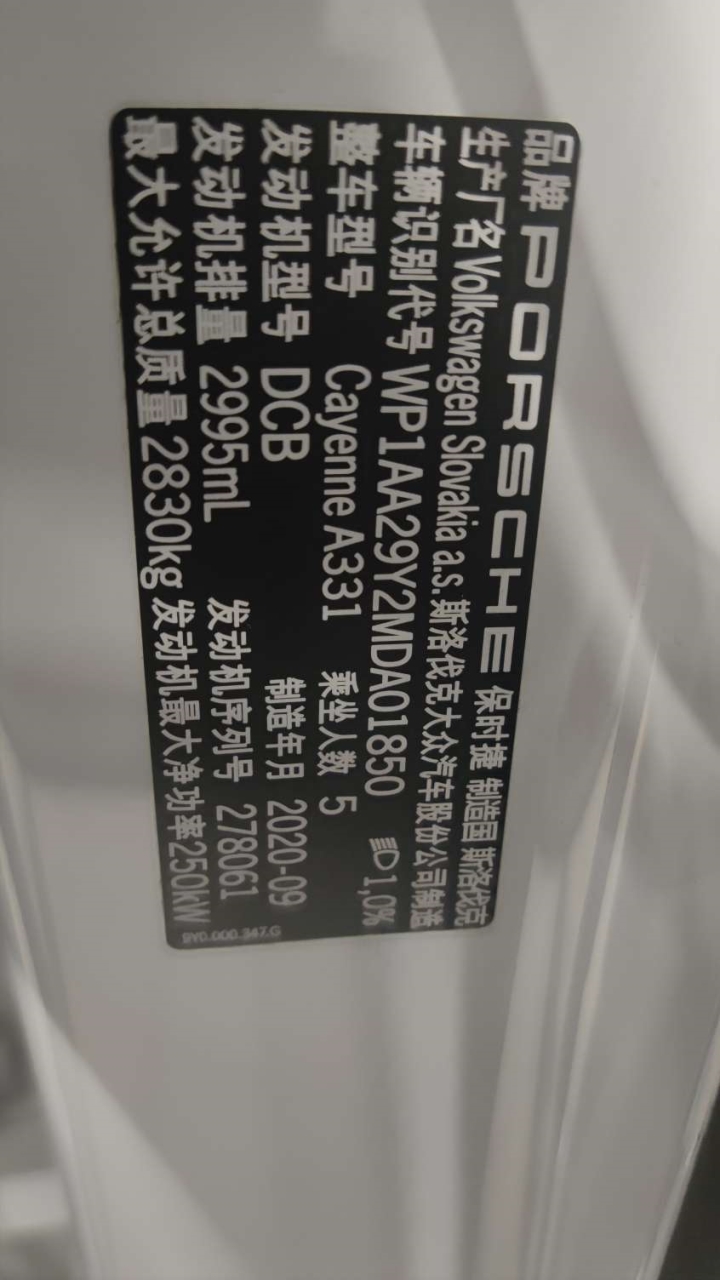 品牌 PORSCHE 保时捷 制造国 斯洛伐克
生产厂名 Volkswagen Slovakia a.s. 斯洛伐克大众汽车股份公司制造
车辆识别代号 WP1AA29Y2MDA01850 1,0%
整车型号 Cayenne A331 乘坐人数 5
发动机型号 DCB 制造年月 2020-09
发动机排量 2995mL 发动机序列号 278061
最大允许总质量 2830kg 发动机最大净功率250kW
9Y0.000.347.G